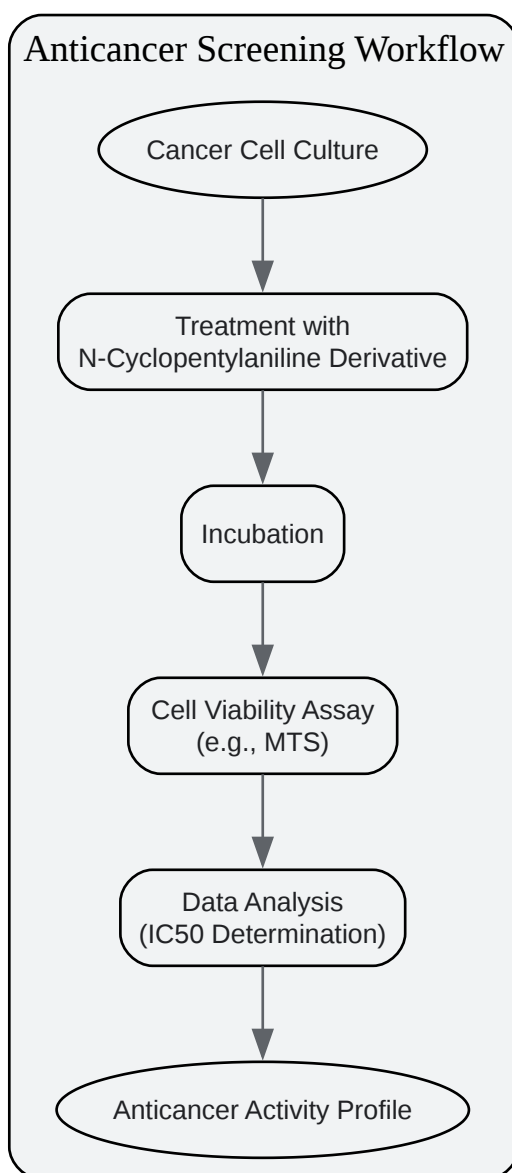 Anticancer Screening Workflow
Cancer Cell Culture
Treatment with
N-Cyclopentylaniline Derivative
Incubation
Cell Viability Assay
(e.g., MTS)
Data Analysis
(IC50 Determination)
Anticancer Activity Profile